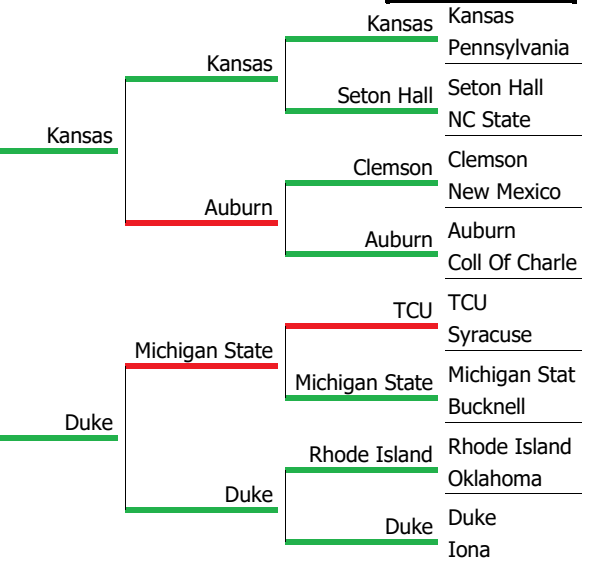 Kansas
Kansas
Pennsylvania
Kansas
Seton Hall
Seton Hall
NC State
Kansas
Clemson
Clemson
New Mexico
Auburn
Auburn
Auburn
Coll Of Charle
TCU
TCU
Syracuse
Michigan State
Michigan State
Michigan Stat
Bucknell
Duke
Rhode Island
Rhode Island
Oklahoma
Duke
Duke
Duke
Iona